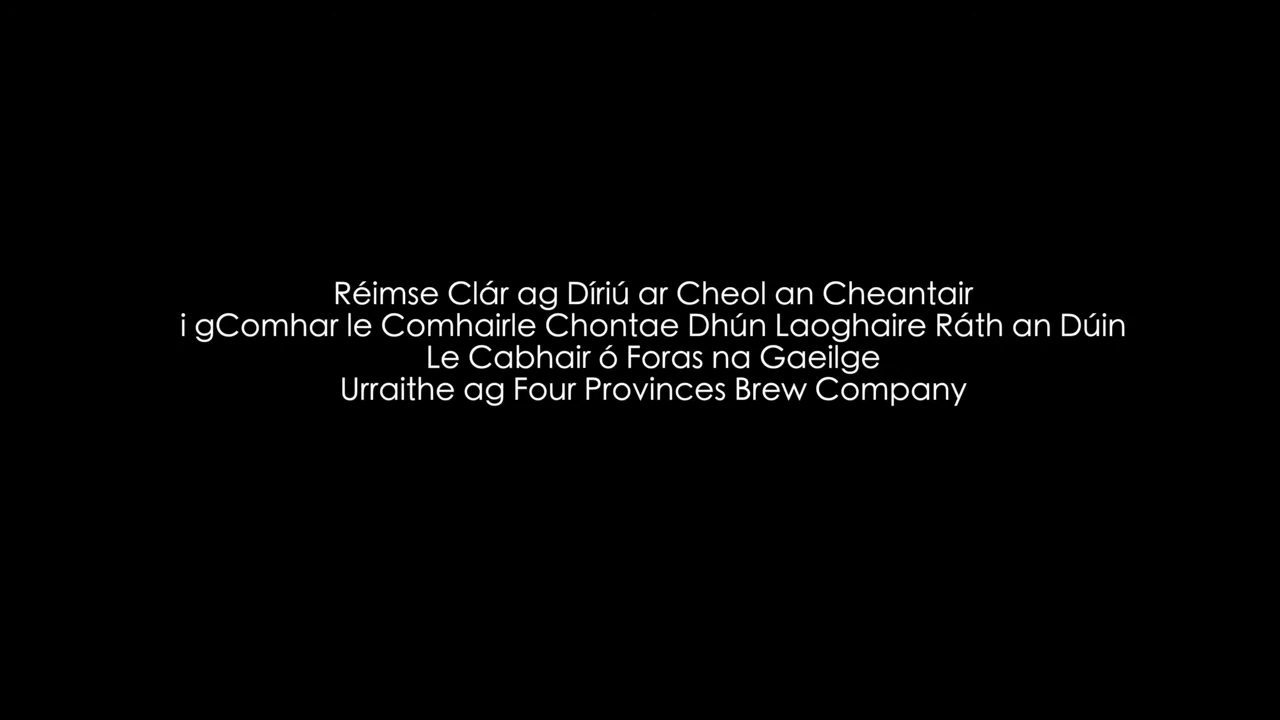 Réimse Clár ag Díriú ar Cheol an Cheantair
i gComhar le Comhairle Chontae Dhún Laoghaire Ráth an Dúin
Le Cabhair ó Foras na Gaeilge
Urraithe ag Four Provinces Brew Company